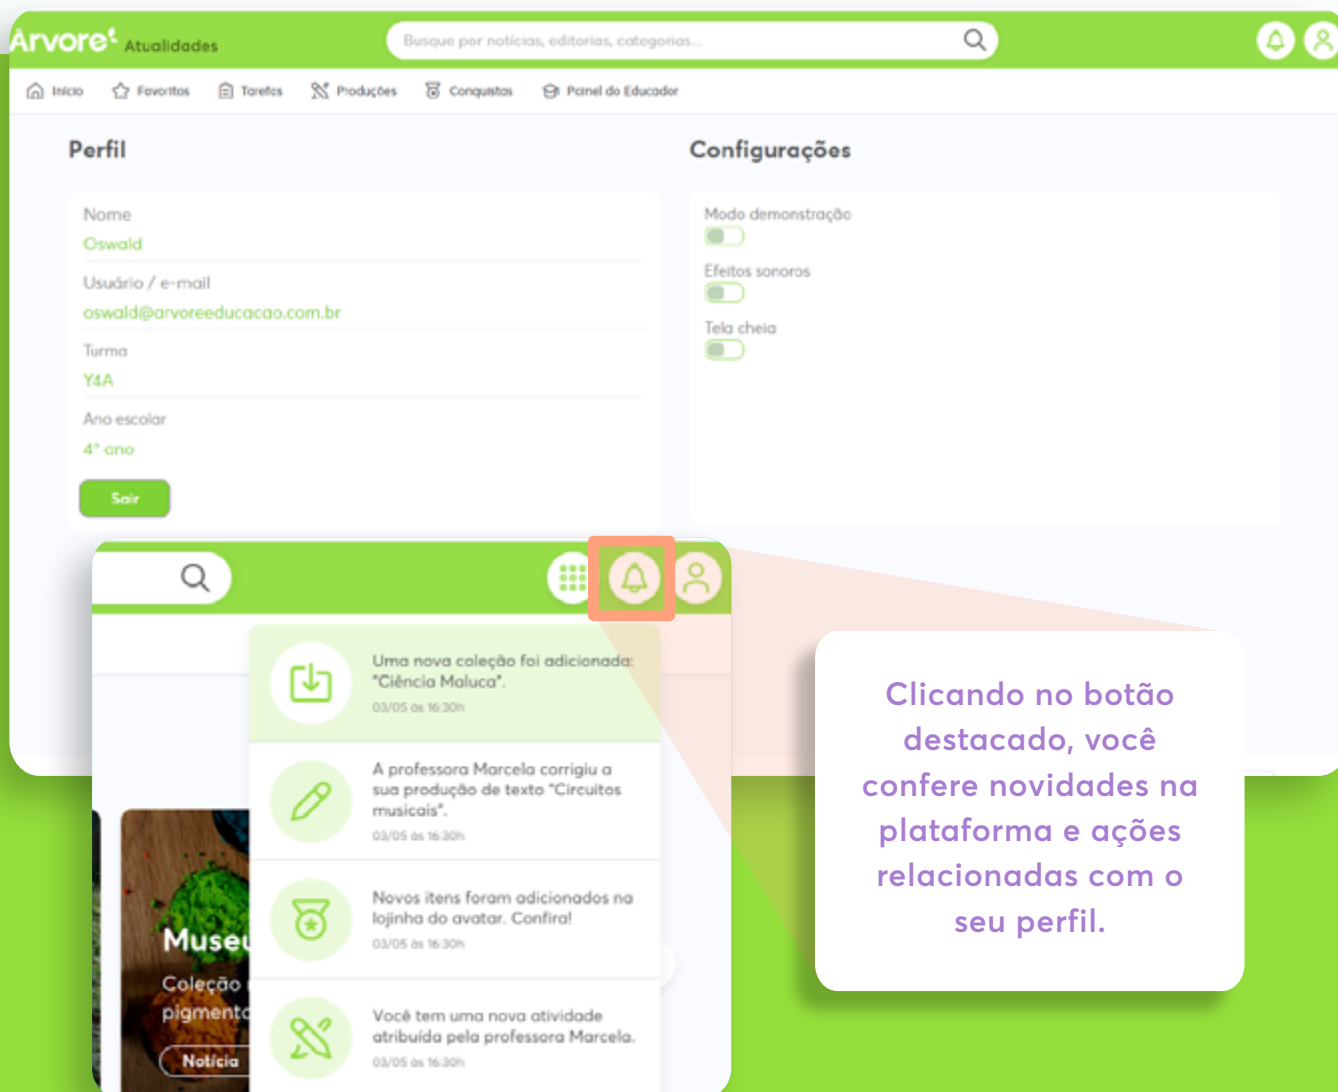 Árvore Atualidades
Busque por notícias, editorias, categorias...
Início Favoritos Tarefas Produções Conquistas Painel do Educador
Perfil
Nome
Oswald
Usuário / e-mail
oswald@arvoreeducacao.com.br
Turma
Y4A
Ano escolar
4° ano
Sair
Configurações
Modo demonstração
Efeitos sonoros
Tela cheia
Uma nova coleção foi adicionada:
"Ciência Maluca".
03/05 às 16:30h
A professora Marcela corrigiu a
sua produção de texto "Circuitos
musicais".
03/05 às 16:30h
Novos itens foram adicionados na
lojinha do avatar. Confira!
03/05 às 16:30h
Você tem uma nova atividade
atribuída pela professora Marcela.
03/05 às 16:30h
Museu
Coleção
pigmento
Notícia
Clicando no botão
destacado, você
confere novidades na
plataforma e ações
relacionadas com o
seu perfil.